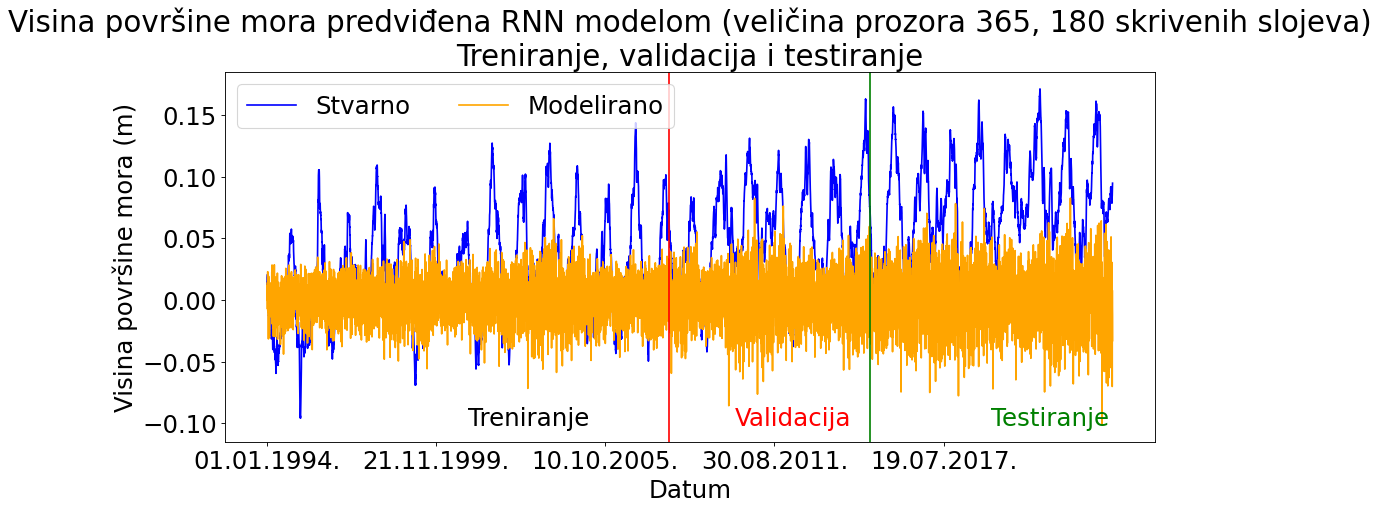 Visina površine mora predviđena RNN modelom (veličina prozora 365, 180 skrivenih slojeva)
Treniranje, validacija i testiranje
Stvarno
Modelirano
Visina površine mora (m)
0.15
0.10
0.05
0.00
−0.05
−0.10
Treniranje
Validacija
Testiranje
01.01.1994.
21.11.1999.
10.10.2005.
30.08.2011.
19.07.2017.
Datum